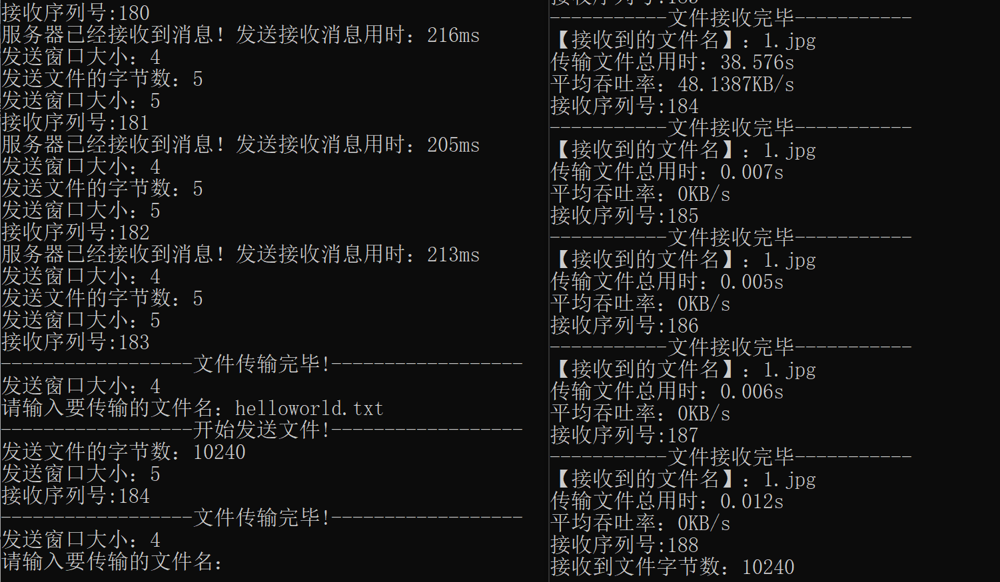 接收序列号:180
服务器已经接收到消息！发送接收消息用时：216ms
发送窗口大小：4
发送文件的字节数：5
发送窗口大小：5
接收序列号:181
服务器已经接收到消息！发送接收消息用时：205ms
发送窗口大小：4
发送文件的字节数：5
发送窗口大小：5
接收序列号:182
服务器已经接收到消息！发送接收消息用时：213ms
发送窗口大小：4
发送文件的字节数：5
发送窗口大小：5
接收序列号:183
------------------文件传输完毕!------------------
发送窗口大小：4
请输入要传输的文件名：helloworld.txt
------------------开始发送文件!------------------
发送文件的字节数：10240
发送窗口大小：5
接收序列号:184
------------------文件传输完毕!------------------
发送窗口大小：4
请输入要传输的文件名：
-----------文件接收完毕-----------
【接收到的文件名】：1.jpg
传输文件总用时：38.576s
平均吞吐率：48.1387KB/s
接收序列号:184
-----------文件接收完毕-----------
【接收到的文件名】：1.jpg
传输文件总用时：0.007s
平均吞吐率：0KB/s
接收序列号:185
-----------文件接收完毕-----------
【接收到的文件名】：1.jpg
传输文件总用时：0.005s
平均吞吐率：0KB/s
接收序列号:186
-----------文件接收完毕-----------
【接收到的文件名】：1.jpg
传输文件总用时：0.006s
平均吞吐率：0KB/s
接收序列号:187
-----------文件接收完毕-----------
【接收到的文件名】：1.jpg
传输文件总用时：0.012s
平均吞吐率：0KB/s
接收序列号:188
接收到文件字节数：10240